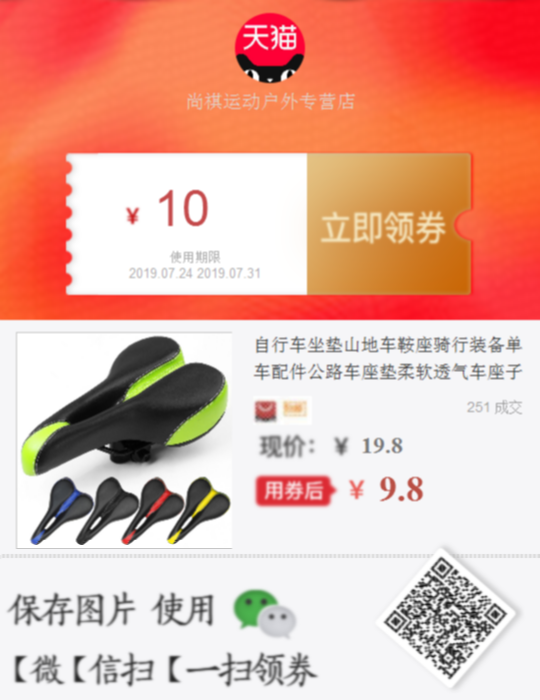 天猫
尚祺运动户外专营店
¥ 10
立即领券
使用期限
2019.07.24 2019.07.31
自行车坐垫山地车鞍座骑行装备单
车配件公路车座垫柔软透气车座子
251 成交
现价： ¥ 19.8
用券后 ¥ 9.8
保存图片 使用
【微【信扫【一扫领券